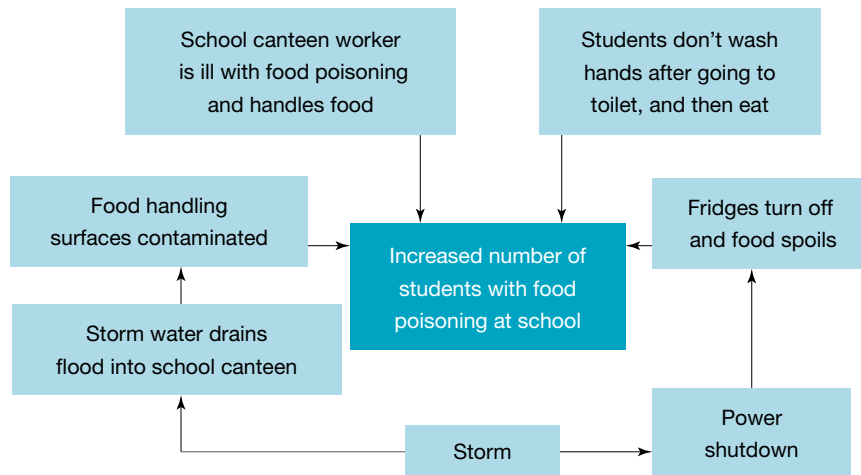 School canteen worker
is ill with food poisoning
and handles food
Students don’t wash
hands after going to
toilet, and then eat
Food handling
surfaces contaminated
Increased number of
students with food
poisoning at school
Fridges turn off
and food spoils
Storm water drains
flood into school canteen
Storm
Power
shutdown